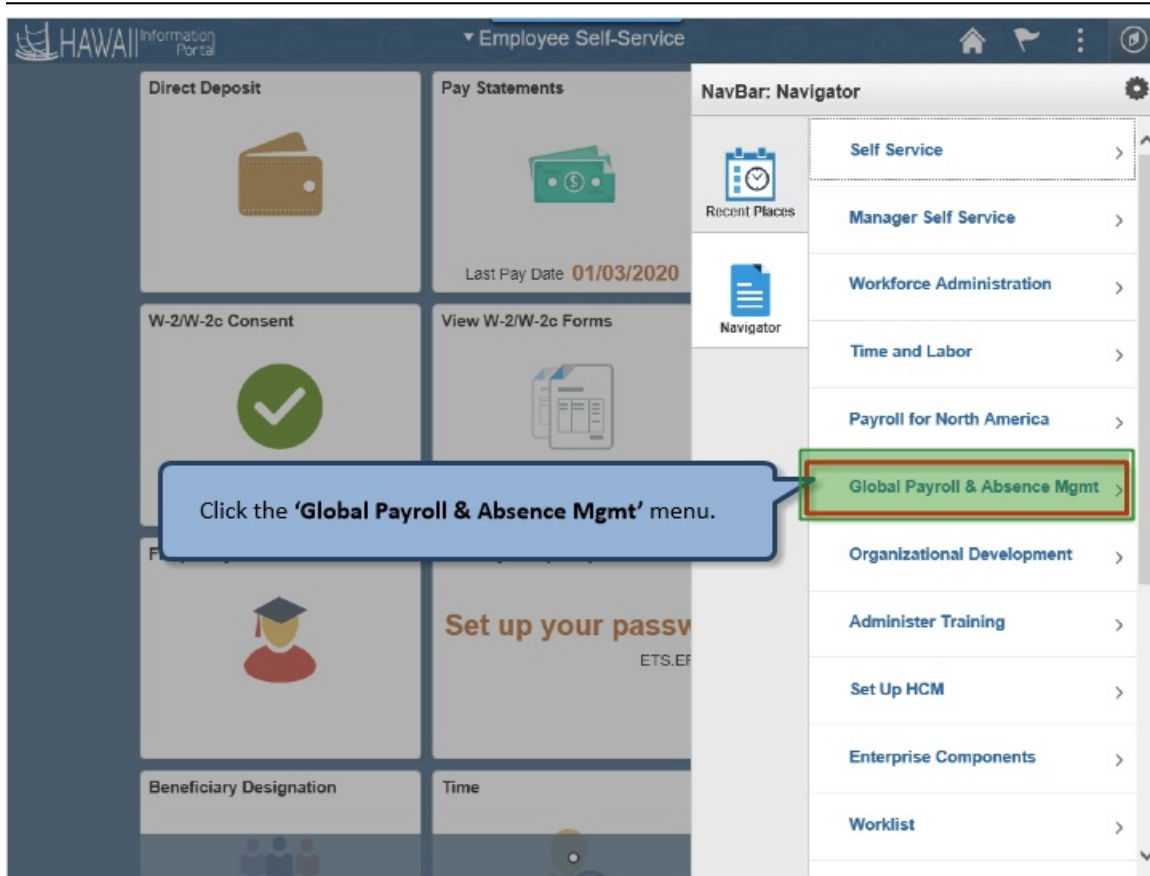 HAWAII Information Portal
Employee Self-Service
Direct Deposit
Pay Statements
Last Pay Date 01/03/2020
W-2/W-2c Consent
View W-2/W-2c Forms
Click the ‘Global Payroll & Absence Mgmt’ menu.
Set up your passw
ETS.
Beneficiary Designation
Time
NavBar: Navigator
Recent Places
Navigator
Self Service
Manager Self Service
Workforce Administration
Time and Labor
Payroll for North America
Global Payroll & Absence Mgmt
Organizational Development
Administer Training
Set Up HCM
Enterprise Components
Worklist